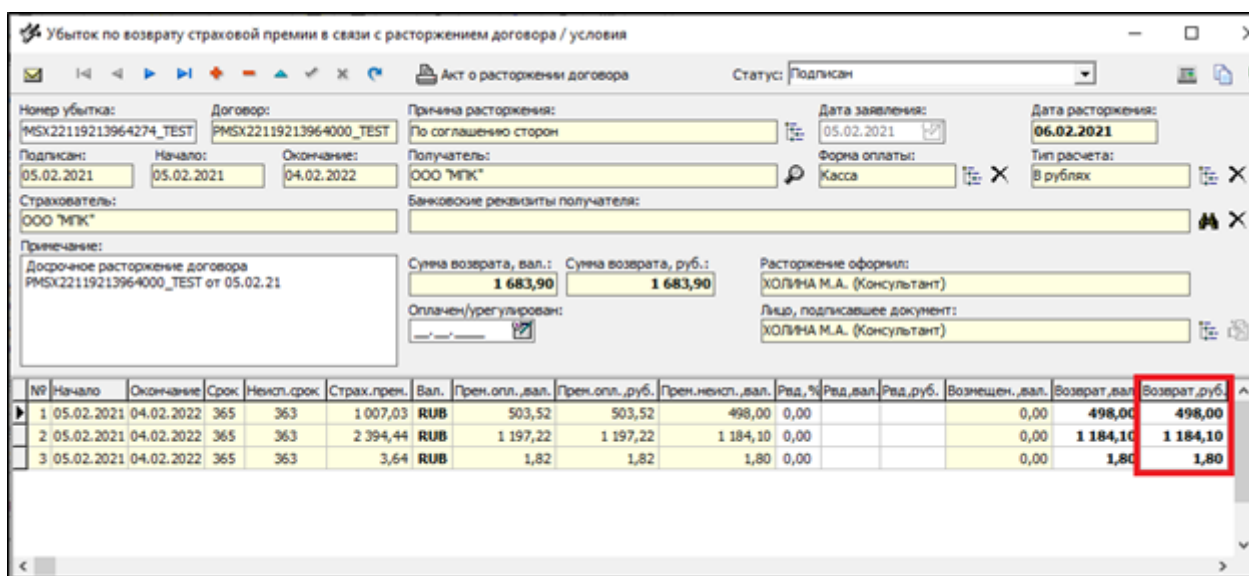 Убыток по возврату страховой премии в связи с расторжением договора / условия
Акт о расторжении договора Статус: Подписан
Номер убытка: Договор: Причина расторжения: Дата заявления: Дата расторжения:
MSX22119213964274_TEST PMSX22119213964000_TEST По соглашению сторон 05.02.2021 06.02.2021
Подписан: Начало: Окончание: Получатель: Форма оплаты: Тип расчета:
05.02.2021 05.02.2021 04.02.2022 ООО "МПК" Касса В рублях
Страхователь: Банковские реквизиты получателя:
ООО "МПК"
Примечание: Сумма возврата, вал.: Сумма возврата, руб.: Расторжение оформил:
Досрочное расторжение договора 1 683,90 1 683,90 ХОЛИНА М.А. (Консультант)
PMSX22119213964000_TEST от 05.02.21
Оплачен/урегулирован: Лицо, подписавшее документ:
__.__.____ ХОЛИНА М.А. (Консультант)
№ Начало Окончание Срок Неисп.срок Страх.прем. Вал. Прем.опл.,вал. Прем.опл.,руб. Прем.неисп.,вал. Рвд,% Рвд,вал. Рвд,руб. Возмещен.,вал. Возврат,вал Возврат,руб.
1 05.02.2021 04.02.2022 365 363 1 007,03 RUB 503,52 503,52 498,00 0,00 0,00 498,00 498,00
2 05.02.2021 04.02.2022 365 363 2 394,44 RUB 1 197,22 1 197,22 1 184,10 0,00 0,00 1 184,10 1 184,10
3 05.02.2021 04.02.2022 365 363 3,64 RUB 1,82 1,82 1,80 0,00 0,00 1,80 1,80